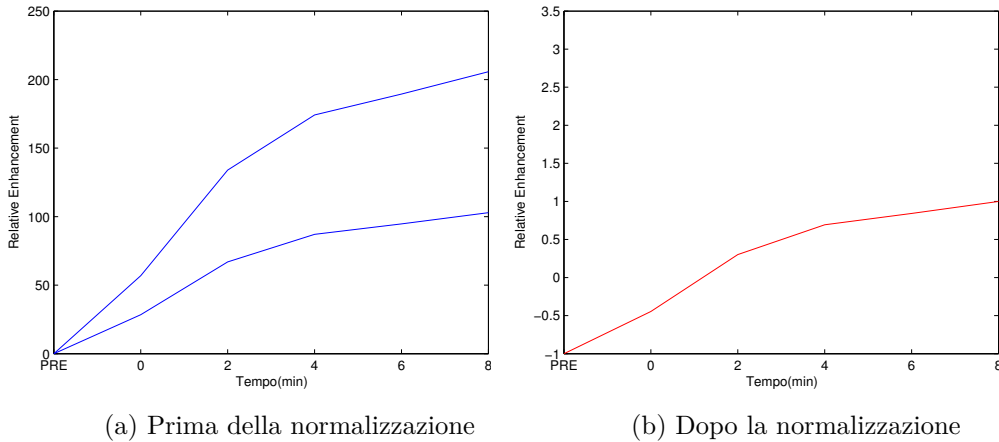 250
200
150
100
50
0
PRE 0 2 4 6 8
Relative Enhancement
Tempo(min)
(a) Prima della normalizzazione
3.5
3
2.5
2
1.5
1
0.5
0
−0.5
−1
PRE 0 2 4 6 8
Relative Enhancement
Tempo(min)
(b) Dopo la normalizzazione